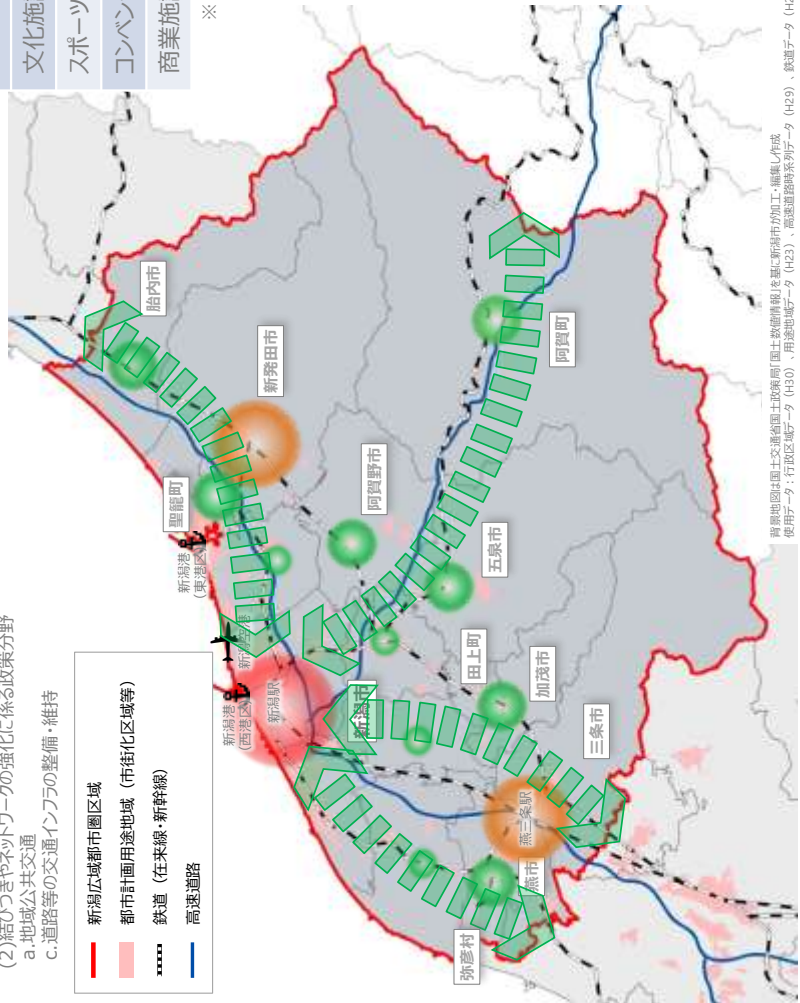 (2)結びつきやネットワークの強化に係る政策分野
a.地域公共交通
c.道路等の交通インフラの整備・維持
文化施
スポーツ
コンベン
商業施
※
新潟広域都市圏区域
都市計画用途地域（市街化区域等）
鉄道（在来線・新幹線）
高速道路
胎内市
新発田市
聖籠町
新潟港
（東港区）
阿賀野市
阿賀町
新潟空港
新潟港
（西港区）
新潟駅
新潟市
五泉市
田上町
加茂市
三条市
燕三条駅
燕市
弥彦村
背景地図は国土交通省国土政策局「国土数値情報」を基に新潟市が加工・編集し作成
使用データ：行政区域データ（H30）、用途地域データ（H23）、高速道路時系列データ（H29）、鉄道データ（H2